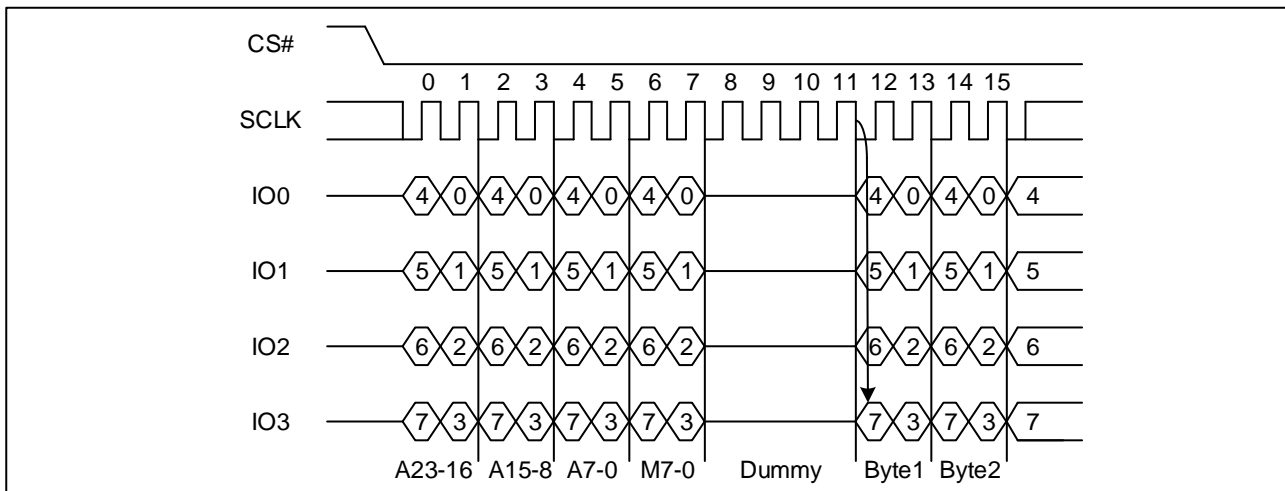 CS#
0 1 2 3 4 5 6 7 8 9 10 11 12 13 14 15
SCLK
IO0 4 0 4 0 4 0 4 0 4 0 4 0 4
IO1 5 1 5 1 5 1 5 1 5 1 5 1 5
IO2 6 2 6 2 6 2 6 2 6 2 6 2 6
IO3 7 3 7 3 7 3 7 3 7 3 7 3 7
A23-16 A15-8 A7-0 M7-0 Dummy Byte1 Byte2